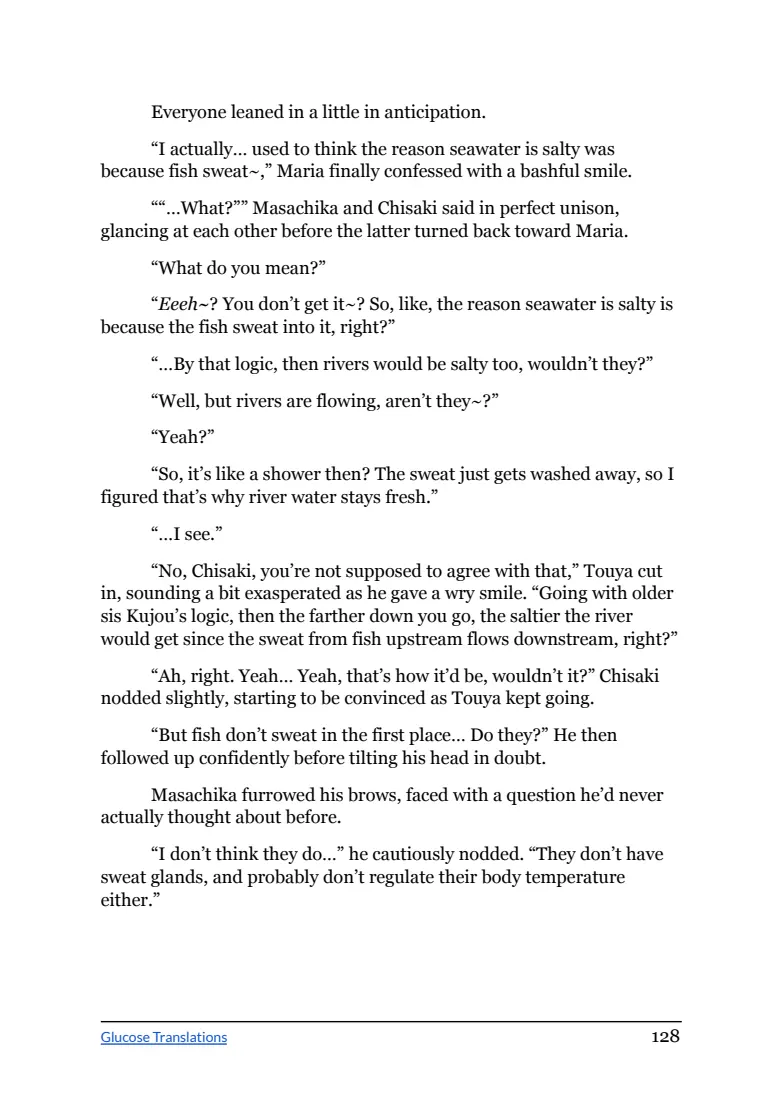 Everyone leaned in a little in anticipation.
“I actually… used to think the reason seawater is salty was
because fish sweat~,” Maria finally confessed with a bashful smile.
““…What?”” Masachika and Chisaki said in perfect unison,
glancing at each other before the latter turned back toward Maria.
“What do you mean?”
“Eeeh~? You don’t get it~? So, like, the reason seawater is salty is
because the fish sweat into it, right?”
“…By that logic, then rivers would be salty too, wouldn’t they?”
“Well, but rivers are flowing, aren’t they~?”
“Yeah?”
“So, it’s like a shower then? The sweat just gets washed away, so I
figured that’s why river water stays fresh.”
“…I see.”
“No, Chisaki, you’re not supposed to agree with that,” Touya cut
in, sounding a bit exasperated as he gave a wry smile. “Going with older
sis Kujou’s logic, then the farther down you go, the saltier the river
would get since the sweat from fish upstream flows downstream, right?”
“Ah, right. Yeah… Yeah, that’s how it’d be, wouldn’t it?” Chisaki
nodded slightly, starting to be convinced as Touya kept going.
“But fish don’t sweat in the first place… Do they?” He then
followed up confidently before tilting his head in doubt.
Masachika furrowed his brows, faced with a question he’d never
actually thought about before.
“I don’t think they do…” he cautiously nodded. “They don’t have
sweat glands, and probably don’t regulate their body temperature
either.”
Glucose Translations 128